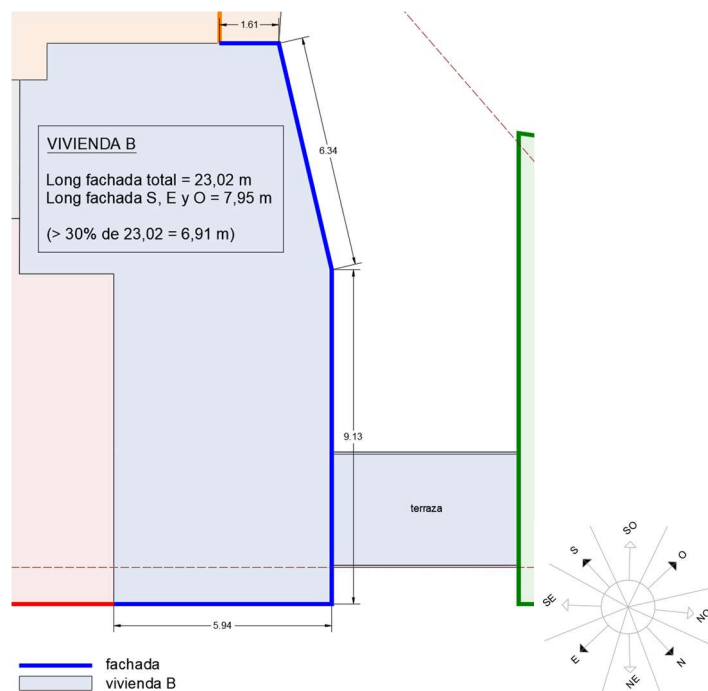 1.61
VIVIENDA B
Long fachada total = 23,02 m
Long fachada S, E y O = 7,95 m
(> 30% de 23,02 = 6,91 m)
6.34
9.13
terraza
5.94
SO
S
O
SE
NO
E
N
NE
fachada
vivienda B